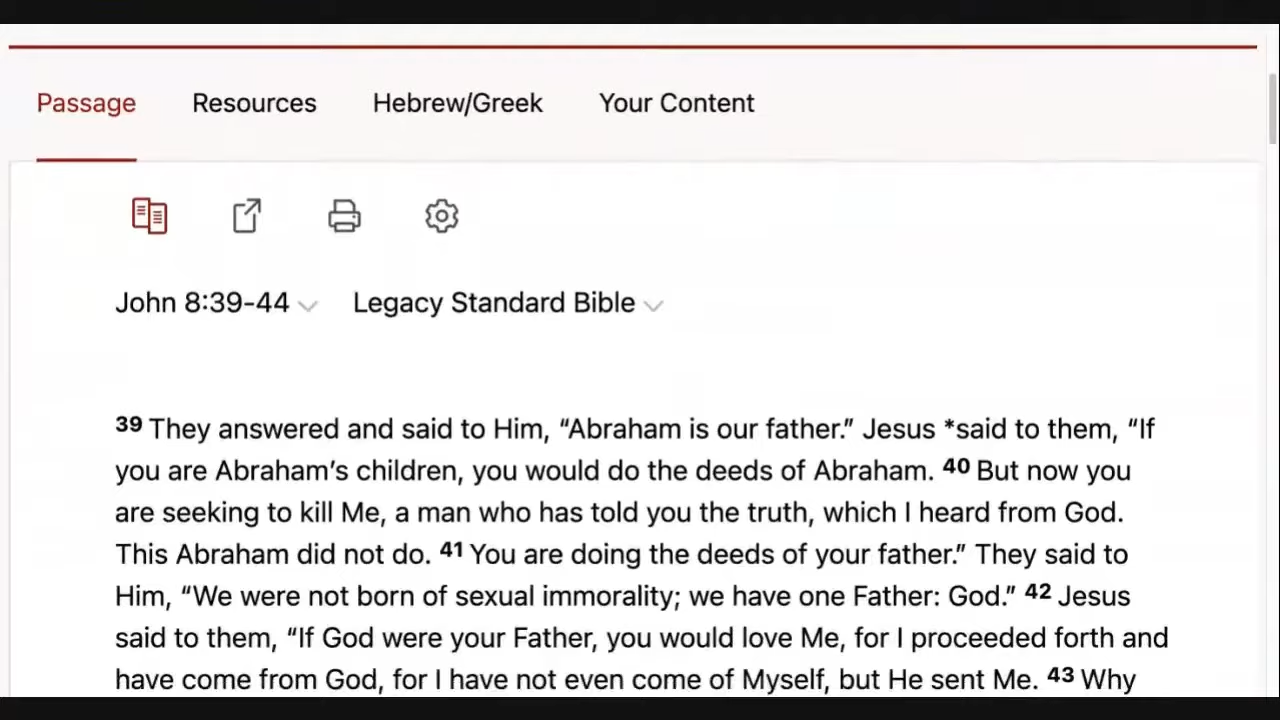 Passage Resources Hebrew/Greek Your Content
John 8:39-44 Legacy Standard Bible
39 They answered and said to Him, “Abraham is our father.” Jesus *said to them, “If
you are Abraham’s children, you would do the deeds of Abraham. 40 But now you
are seeking to kill Me, a man who has told you the truth, which I heard from God.
This Abraham did not do. 41 You are doing the deeds of your father.” They said to
Him, “We were not born of sexual immorality; we have one Father: God.” 42 Jesus
said to them, “If God were your Father, you would love Me, for I proceeded forth and
have come from God, for I have not even come of Myself, but He sent Me. 43 Why